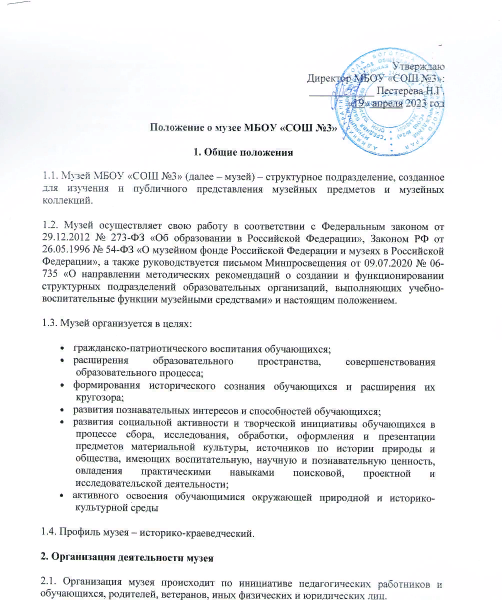 Утверждаю
Директор МБОУ «СОШ №3»:
Пестерева Н.Г.
«19» апреля 2023 год
Положение о музее МБОУ «СОШ №3»
1. Общие положения
1.1. Музей МБОУ «СОШ №3» (далее – музей) – структурное подразделение, созданное
для изучения и публичного представления музейных предметов и музейных
коллекций.
1.2. Музей осуществляет свою работу в соответствии с Федеральным законом от
29.12.2012 № 273-ФЗ «Об образовании в Российской Федерации», Законом РФ от
26.05.1996 № 54-ФЗ «О музейном фонде Российской Федерации и музеях в Российской
Федерации», а также руководствуется письмом Минпросвещения от 09.07.2020 № 06-
735 «О направлении методических рекомендаций о создании и функционировании
структурных подразделений образовательных организаций, выполняющих учебно-
воспитательные функции музейными средствами» и настоящим положением.
1.3. Музей организуется в целях:
• гражданско-патриотического воспитания обучающихся;
• расширения образовательного пространства, совершенствования
образовательного процесса;
• формирования исторического сознания обучающихся и расширения их
кругозора;
• развития познавательных интересов и способностей обучающихся;
• развития социальной активности и творческой инициативы обучающихся в
процессе сбора, исследования, обработки, оформления и презентации
предметов материальной культуры, источников по истории природы и
общества, имеющих воспитательную, научную и познавательную ценность,
овладения практическими навыками поисковой, проектной и
исследовательской деятельности;
• активного освоения обучающимися окружающей природной и историко-
культурной среды
1.4. Профиль музея – историко-краеведческий.
2. Организация деятельности музея
2.1. Организация музея происходит по инициативе педагогических работников и
обучающихся, родителей, ветеранов, иных физических и юридических лиц.